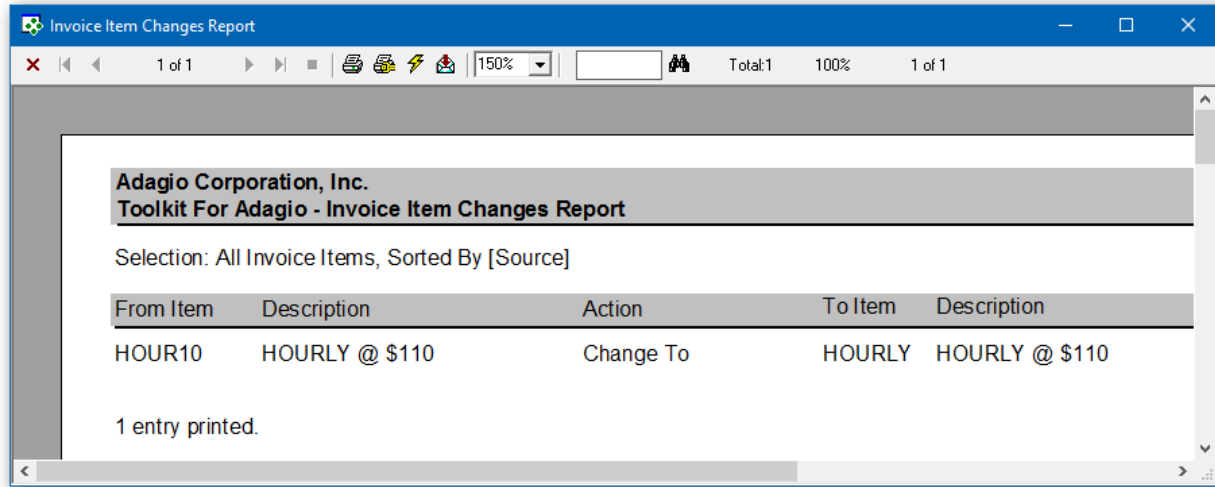 Invoice Item Changes Report
1 of 1 150% Total:1 100% 1 of 1
Adagio Corporation, Inc.
Toolkit For Adagio - Invoice Item Changes Report
Selection: All Invoice Items, Sorted By [Source]
From Item Description Action To Item Description
HOUR10 HOURLY @ $110 Change To HOURLY HOURLY @ $110
1 entry printed.